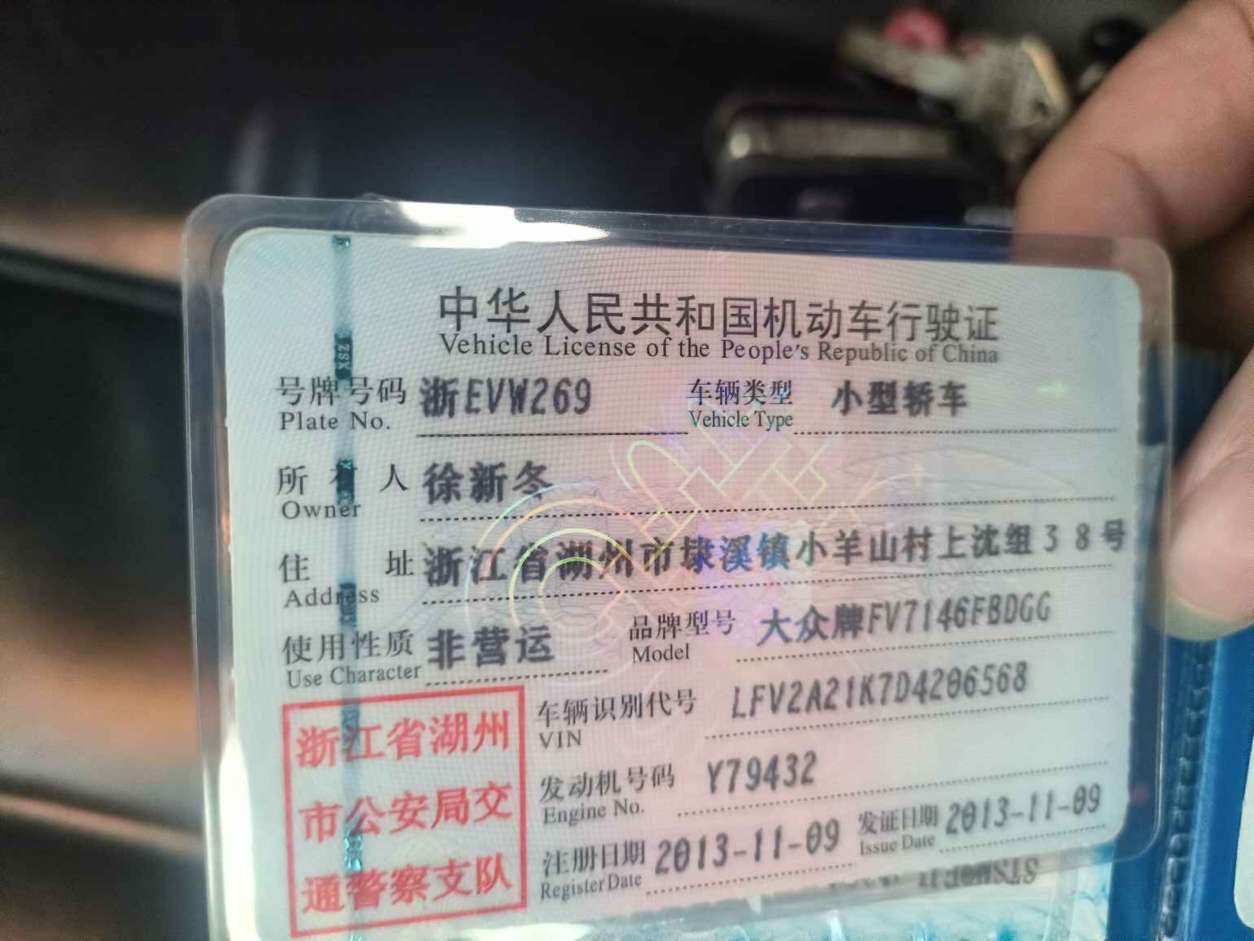 中华人民共和国机动车行驶证
Vehicle License of the People's Republic of China
号牌号码 浙EVW269 车辆类型 小型轿车
Plate No. Vehicle Type
所有人 徐新冬
Owner
住址 浙江省湖州市埭溪镇小羊山村上沈组38号
Address
使用性质 非营运 品牌型号 大众牌FV7146FBDGG
Use Character Model
浙江省湖州
市公安局交
通警察支队
车辆识别代号 LFV2A21K7D4206568
VIN
发动机号码 Y79432
Engine No.
注册日期 2013-11-09 发证日期 2013-11-09
Register Date Issue Date